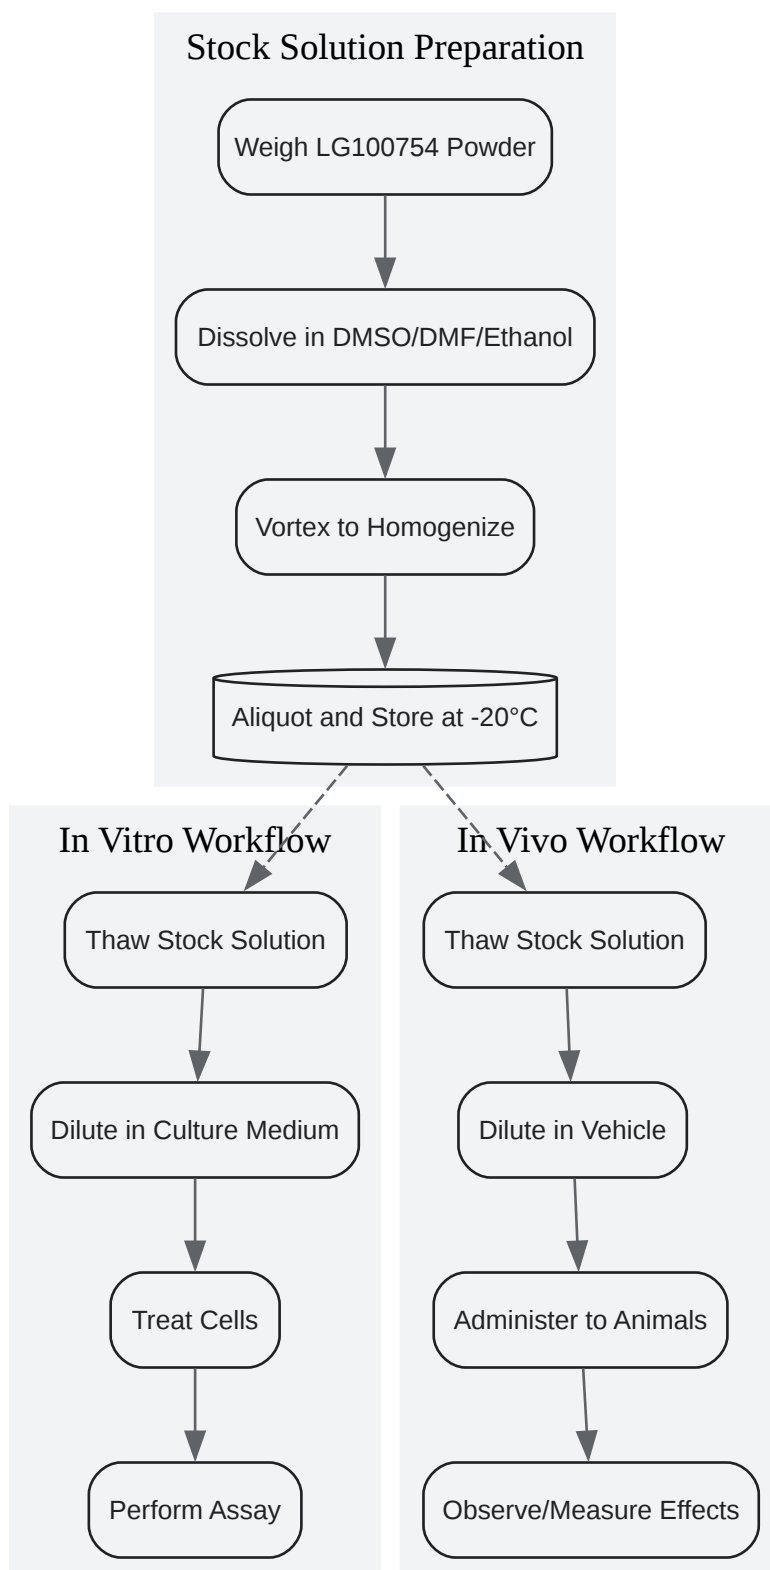 Stock Solution Preparation
Weigh LG100754 Powder
Dissolve in DMSO/DMF/Ethanol
Vortex to Homogenize
Aliquot and Store at -20°C
In Vitro Workflow
Thaw Stock Solution
Dilute in Culture Medium
Treat Cells
Perform Assay
In Vivo Workflow
Thaw Stock Solution
Dilute in Vehicle
Administer to Animals
Observe/Measure Effects